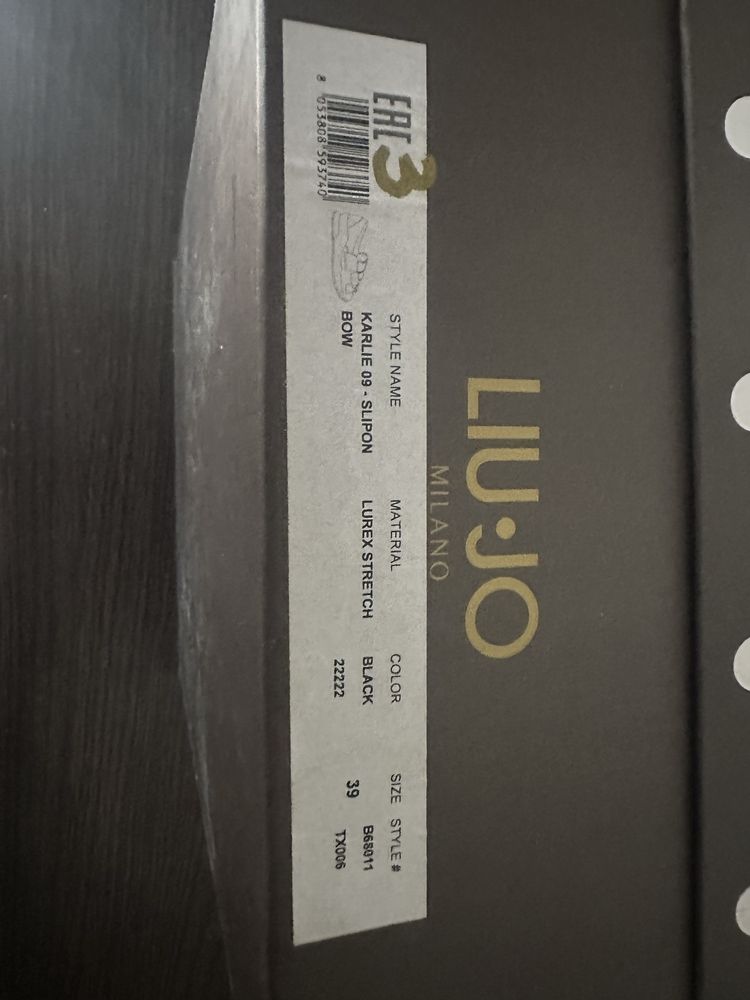 LIU·JO
MILANO
EAC
3
8 053808 593740
STYLE NAME
KARLIE 09 - SLIPON
BOW
MATERIAL
LUREX STRETCH
COLOR
BLACK
22222
SIZE
39
STYLE #
B68011
TX006